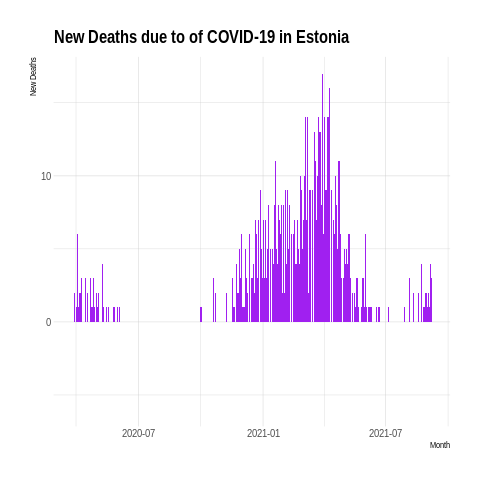 New Deaths due to of COVID-19 in Estonia
New Deaths
10
0
2020-07 2021-01 2021-07
Month